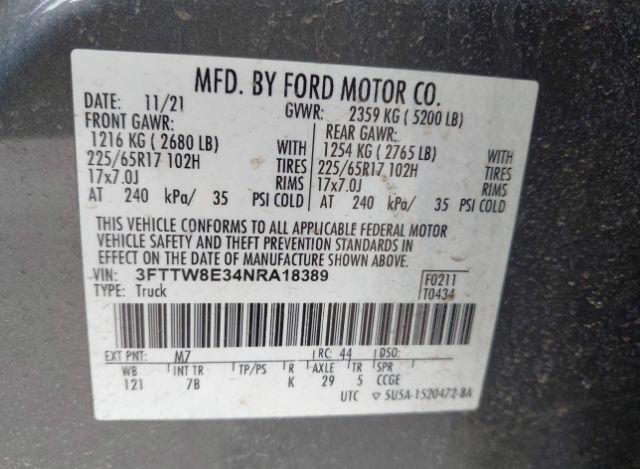 MFD. BY FORD MOTOR CO.
DATE: 11/21 GVWR: 2359 KG ( 5200 LB)
FRONT GAWR: REAR GAWR:
1216 KG ( 2680 LB) WITH 1254 KG ( 2765 LB) WITH
225/65R17 102H TIRES 225/65R17 102H TIRES
17x7.0J RIMS 17x7.0J RIMS
AT 240 kPa/ 35 PSI COLD AT 240 kPa/ 35 PSI COLD
THIS VEHICLE CONFORMS TO ALL APPLICABLE FEDERAL MOTOR
VEHICLE SAFETY AND THEFT PREVENTION STANDARDS IN
EFFECT ON THE DATE OF MANUFACTURE SHOWN ABOVE.
VIN: 3FTTW8E34NRA18389 F0211
TYPE: Truck T0434
EXT PNT: M7 RC: 44 DSO:
WB INT TR TP/PS R AXLE TR SPR
121 7B K 29 5 CCGE
UTC ▽ 5U5A-1520472-BA